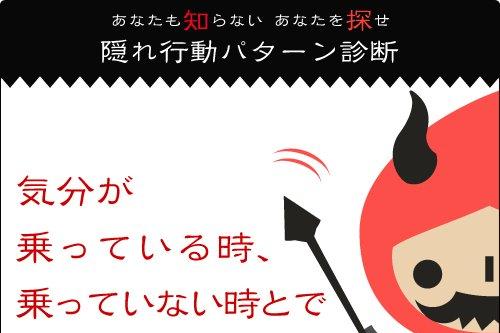 あなたも知らない あなたを探せ
隠れ行動パターン診断
気分が
乗っている時、
乗っていない時とで